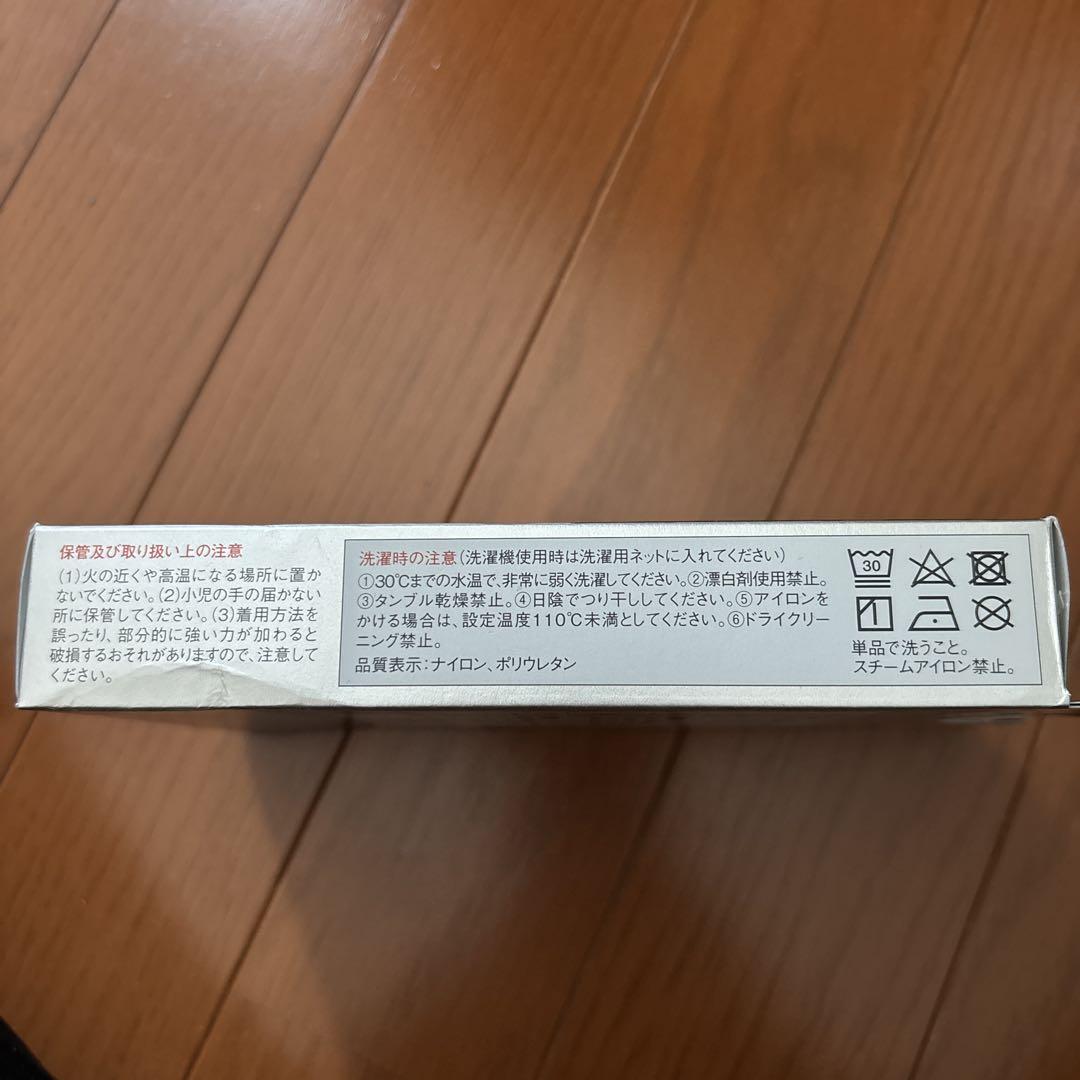 保管及び取り扱い上の注意
(1)火の近くや高温になる場所に置か
ないでください。(2)小児の手の届かない
所に保管してください。(3)着用方法を
誤ったり、部分的に強い力が加わると
破損するおそれがありますので、注意して
ください。
洗濯時の注意(洗濯機使用時は洗濯用ネットに入れてください)
①30℃までの水温で、非常に弱く洗濯してください。②漂白剤使用禁止。
③タンブル乾燥禁止。④日陰でつり干ししてください。⑤アイロンを
かける場合は、設定温度110℃未満としてください。⑥ドライクリー
ニング禁止。
品質表示:ナイロン、ポリウレタン
30
単品で洗うこと。
スチームアイロン禁止。